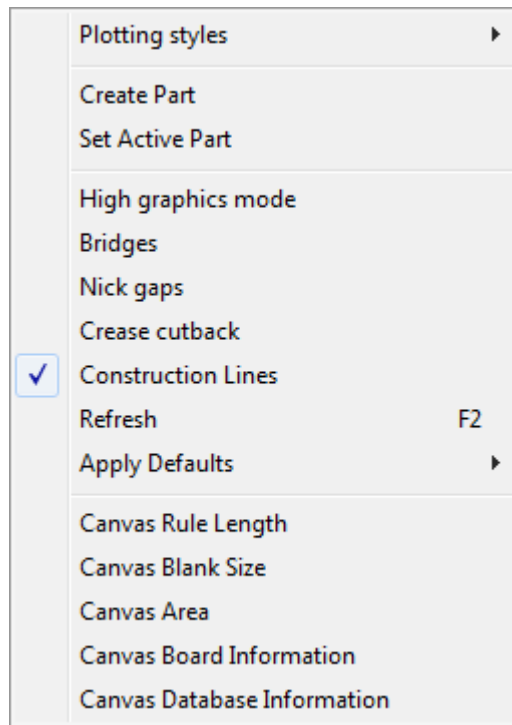 Plotting styles
Create Part
Set Active Part
High graphics mode
Bridges
Nick gaps
Crease cutback
Construction Lines
Refresh F2
Apply Defaults
Canvas Rule Length
Canvas Blank Size
Canvas Area
Canvas Board Information
Canvas Database Information